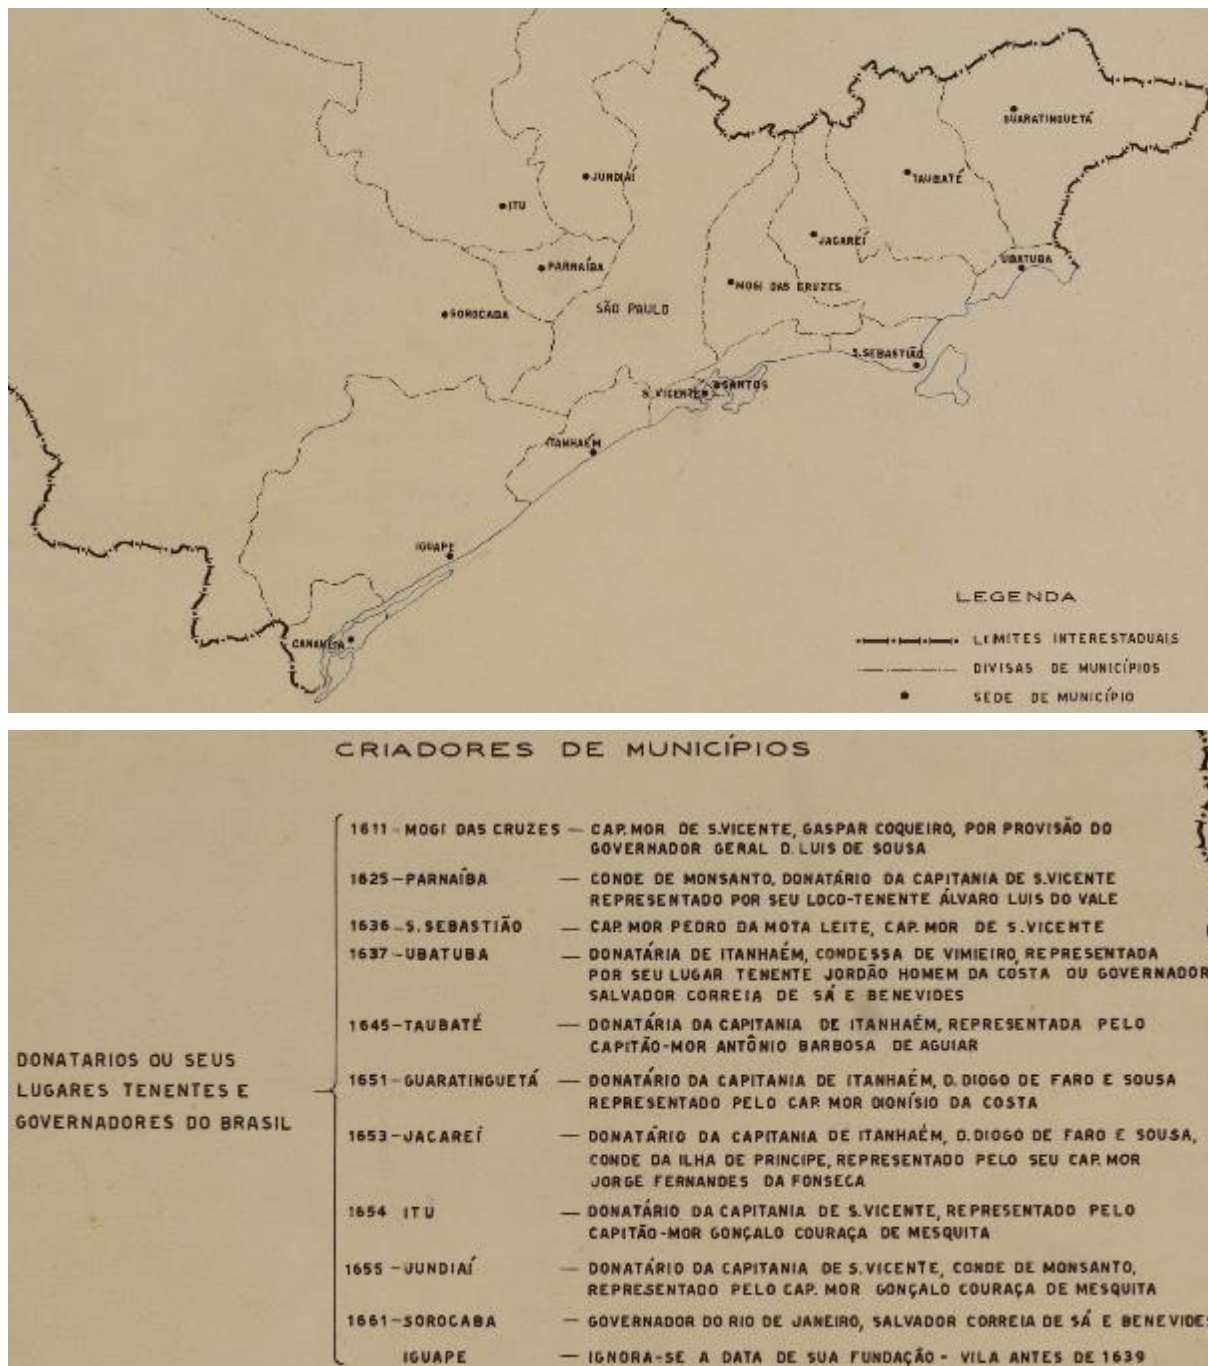 GUARATINGUETÁ
TAUBATÉ
JUNDIAÍ
ITU
JACAREÍ
UBATUBA
PARNAÍBA
MOGI DAS CRUZES
SÃO PAULO
SOROCABA
S. SEBASTIÃO
SANTOS
S. VICENTE
ITANHAÉM
IGUAPE
CANANÉIA
LEGENDA
LIMITES INTERESTADUAIS
DIVISAS DE MUNICÍPIOS
SEDE DE MUNICÍPIO
CRIADORES DE MUNICÍPIOS
DONATARIOS OU SEUS
LUGARES TENENTES E
GOVERNADORES DO BRASIL
1611 - MOGI DAS CRUZES — CAP. MOR DE S.VICENTE, GASPAR COQUEIRO, POR PROVISÃO DO
GOVERNADOR GERAL D. LUIS DE SOUSA
1625 - PARNAÍBA — CONDE DE MONSANTO, DONATÁRIO DA CAPITANIA DE S.VICENTE
REPRESENTADO POR SEU LOCO-TENENTE ÁLVARO LUIS DO VALE
1636 - S. SEBASTIÃO — CAP. MOR PEDRO DA MOTA LEITE, CAP. MOR DE S. VICENTE
1637 - UBATUBA — DONATÁRIA DE ITANHAÉM, CONDESSA DE VIMIEIRO, REPRESENTADA
POR SEU LUGAR TENENTE JORDÃO HOMEM DA COSTA OU GOVERNADOR
SALVADOR CORREIA DE SÁ E BENEVIDES
1645 - TAUBATÉ — DONATÁRIA DA CAPITANIA DE ITANHAÉM, REPRESENTADA PELO
CAPITÃO-MOR ANTÔNIO BARBOSA DE AGUIAR
1651 - GUARATINGUETÁ — DONATÁRIO DA CAPITANIA DE ITANHAÉM, D. DIOGO DE FARO E SOUSA
REPRESENTADO PELO CAP. MOR DIONÍSIO DA COSTA
1653 - JACAREÍ — DONATÁRIO DA CAPITANIA DE ITANHAÉM, D. DIOGO DE FARO E SOUSA,
CONDE DA ILHA DE PRINCIPE, REPRESENTADO PELO SEU CAP. MOR
JORGE FERNANDES DA FONSECA
1654 ITU — DONATÁRIO DA CAPITANIA DE S.VICENTE, REPRESENTADO PELO
CAPITÃO-MOR GONÇALO COURAÇA DE MESQUITA
1655 - JUNDIAÍ — DONATÁRIO DA CAPITANIA DE S.VICENTE, CONDE DE MONSANTO,
REPRESENTADO PELO CAP. MOR GONÇALO COURAÇA DE MESQUITA
1661 - SOROCABA — GOVERNADOR DO RIO DE JANEIRO, SALVADOR CORREIA DE SÁ E BENEVIDES
IGUAPE — IGNORA-SE A DATA DE SUA FUNDAÇÃO - VILA ANTES DE 1639